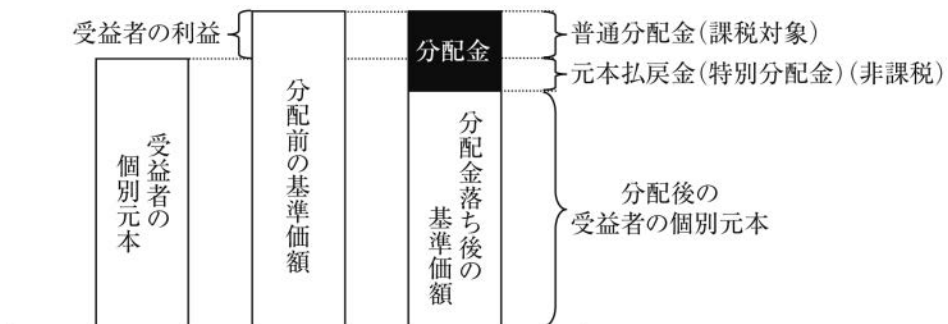 受益者の利益
分配金
普通分配金(課税対象)
元本払戻金(特別分配金)(非課税)
受益者の
個別元本
分配前の基準価額
分配金落ち後の
基準価額
分配後の
受益者の個別元本